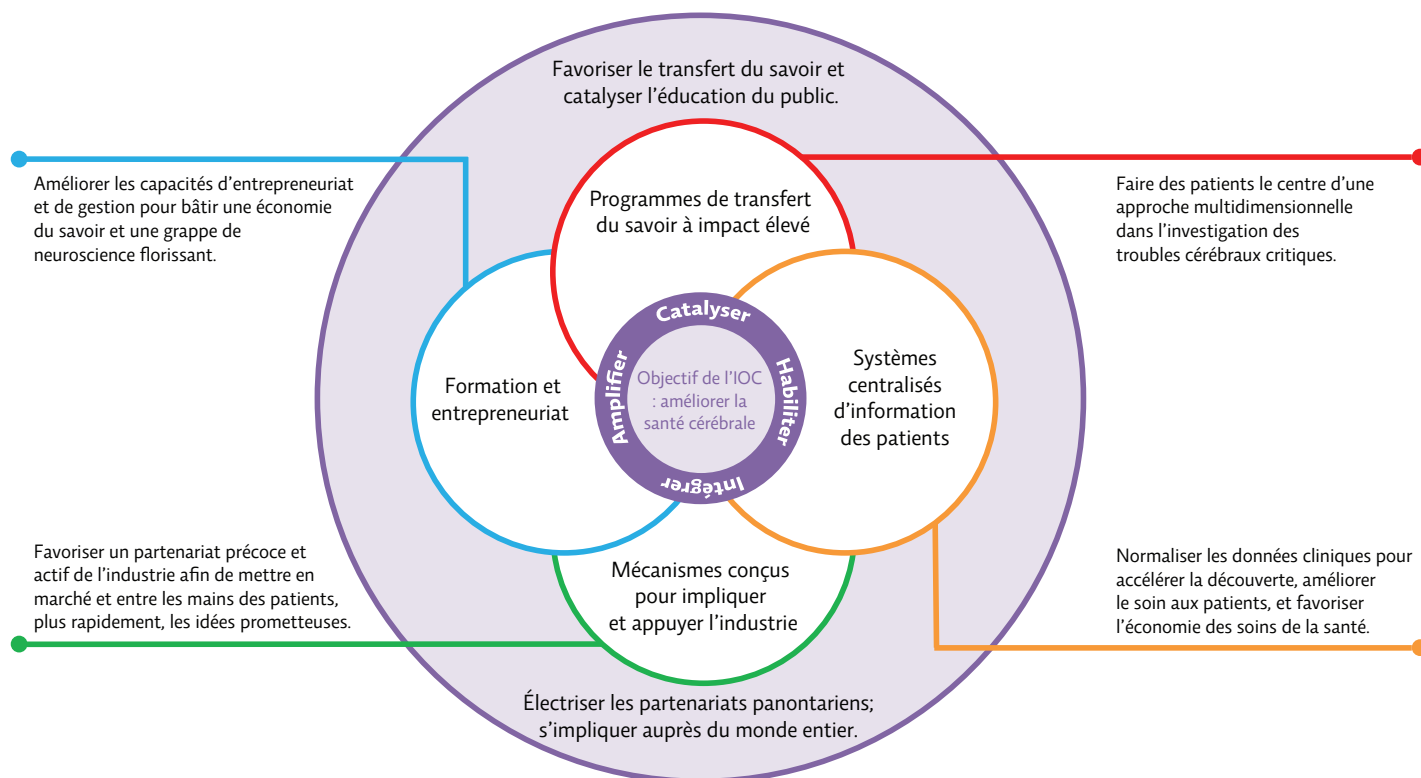 Favoriser le transfert du savoir et
catalyser l’éducation du public.
Améliorer les capacités d’entrepreneuriat
et de gestion pour bâtir une économie
du savoir et une grappe de
neuroscience florissant.
Programmes de transfert
du savoir à impact élevé
Faire des patients le centre d’une
approche multidimensionnelle
dans l’investigation des
troubles cérébraux critiques.
Formation et
entrepreneuriat
Catalyser
Habiliter
Intégrer
Amplifier
Objectif de l’IOC
: améliorer la
santé cérébrale
Systèmes
centralisés
d’information
des patients
Favoriser un partenariat précoce et
actif de l’industrie afin de mettre en
marché et entre les mains des patients,
plus rapidement, les idées prometteuses.
Mécanismes conçus
pour impliquer
et appuyer l’industrie
Normaliser les données cliniques pour
accélérer la découverte, améliorer
le soin aux patients, et favoriser
l’économie des soins de la santé.
Électriser les partenariats panontariens;
s’impliquer auprès du monde entier.